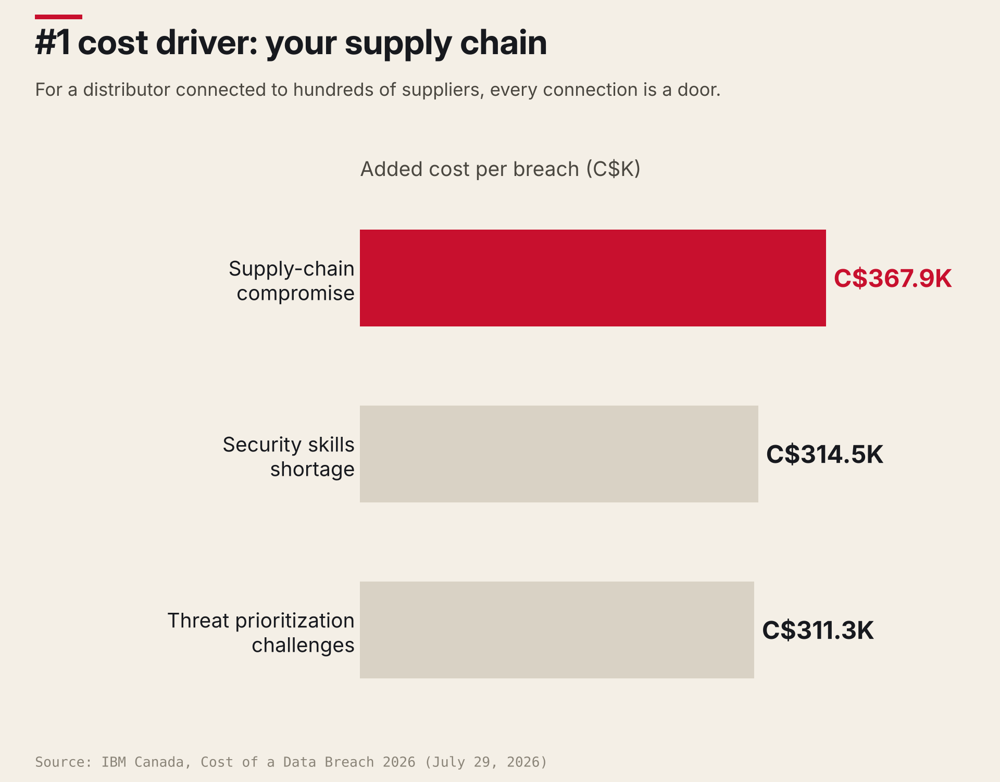 #1 cost driver: your supply chain
For a distributor connected to hundreds of suppliers, every connection is a door.
Added cost per breach (C$K)
Supply-chain
compromise
C$367.9K
Security skills
shortage
C$314.5K
Threat prioritization
challenges
C$311.3K
Source: IBM Canada, Cost of a Data Breach 2026 (July 29, 2026)